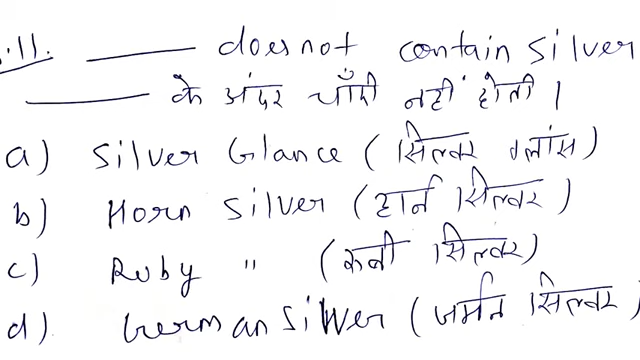 .11. ______ does not contain silver
______ के अंदर चाँदी नहीं होती।
a) Silver Glance (सिल्वर ग्लांस)
b) Horn Silver (हार्न सिल्वर)
c) Ruby " (रूबी सिल्वर)
d) German Silver (जर्मन सिल्वर)